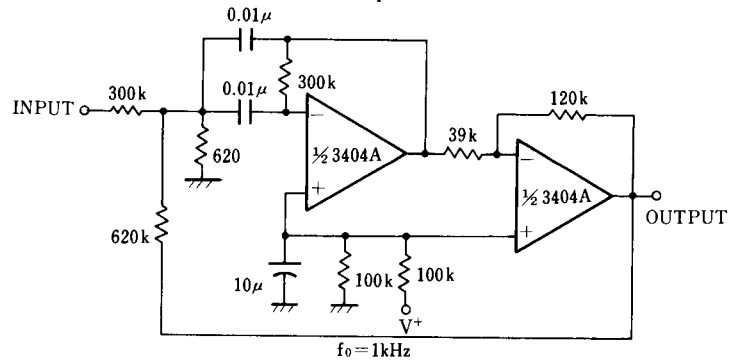 0.01μ
0.01μ
300k
INPUT
300k
620
620k
−
+
½ 3404A
39k
120k
−
+
½ 3404A
OUTPUT
10μ
100k
100k
V⁺
f₀=1kHz